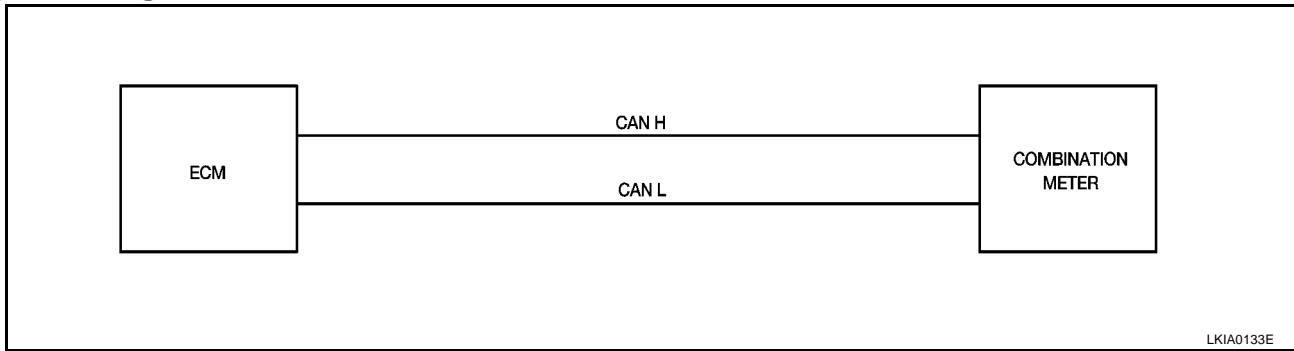 CAN H
ECM
COMBINATION
METER
CAN L
LKIA0133E